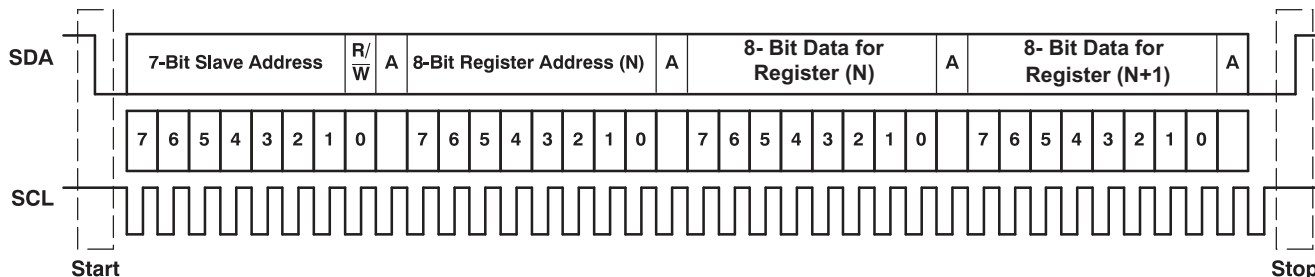 SDA
7-Bit Slave Address
R/
W
A
8-Bit Register Address (N)
A
8- Bit Data for
Register (N)
A
8- Bit Data for
Register (N+1)
A
7 6 5 4 3 2 1 0 7 6 5 4 3 2 1 0 7 6 5 4 3 2 1 0 7 6 5 4 3 2 1 0
SCL
Start
Stop